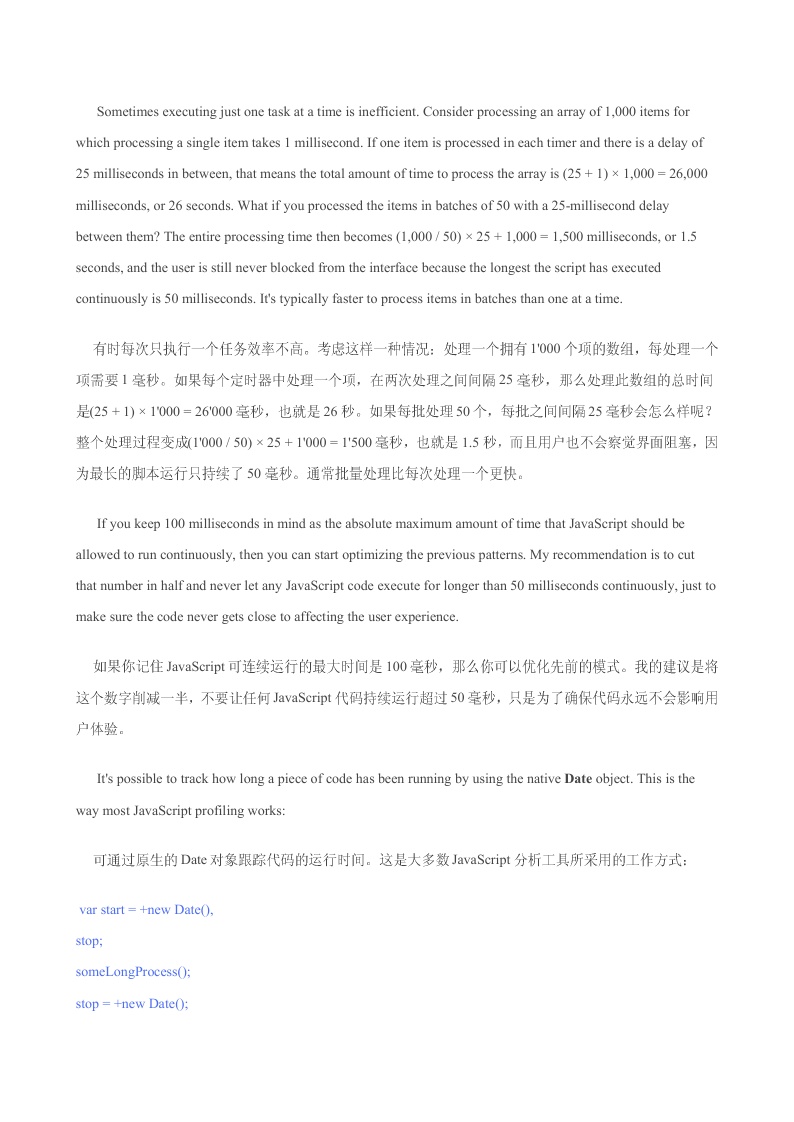 Sometimes executing just one task at a time is inefficient. Consider processing an array of 1,000 items for
which processing a single item takes 1 millisecond. If one item is processed in each timer and there is a delay of
25 milliseconds in between, that means the total amount of time to process the array is (25 + 1) × 1,000 = 26,000
milliseconds, or 26 seconds. What if you processed the items in batches of 50 with a 25-millisecond delay
between them? The entire processing time then becomes (1,000 / 50) × 25 + 1,000 = 1,500 milliseconds, or 1.5
seconds, and the user is still never blocked from the interface because the longest the script has executed
continuously is 50 milliseconds. It's typically faster to process items in batches than one at a time.
有时每次只执行一个任务效率不高。考虑这样一种情况：处理一个拥有 1'000 个项的数组，每处理一个
项需要 1 毫秒。如果每个定时器中处理一个项，在两次处理之间间隔 25 毫秒，那么处理此数组的总时间
是(25 + 1) × 1'000 = 26'000 毫秒，也就是 26 秒。如果每批处理 50 个，每批之间间隔 25 毫秒会怎么样呢？
整个处理过程变成(1'000 / 50) × 25 + 1'000 = 1'500 毫秒，也就是 1.5 秒，而且用户也不会察觉界面阻塞，因
为最长的脚本运行只持续了 50 毫秒。通常批量处理比每次处理一个更快。
If you keep 100 milliseconds in mind as the absolute maximum amount of time that JavaScript should be
allowed to run continuously, then you can start optimizing the previous patterns. My recommendation is to cut
that number in half and never let any JavaScript code execute for longer than 50 milliseconds continuously, just to
make sure the code never gets close to affecting the user experience.
如果你记住 JavaScript 可连续运行的最大时间是 100 毫秒，那么你可以优化先前的模式。我的建议是将
这个数字削减一半，不要让任何 JavaScript 代码持续运行超过 50 毫秒，只是为了确保代码永远不会影响用
户体验。
It's possible to track how long a piece of code has been running by using the native Date object. This is the
way most JavaScript profiling works:
可通过原生的 Date 对象跟踪代码的运行时间。这是大多数 JavaScript 分析工具所采用的工作方式：
var start = +new Date(),
stop;
someLongProcess();
stop = +new Date();